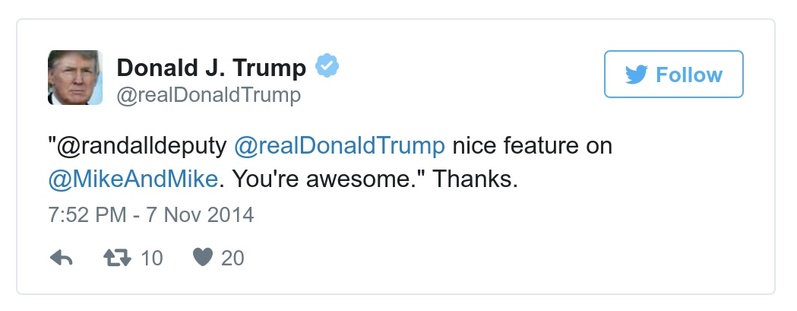 Donald J. Trump
@realDonaldTrump
Follow
"@randalldeputy @realDonaldTrump nice feature on
@MikeAndMike. You're awesome." Thanks.
7:52 PM - 7 Nov 2014
10 20